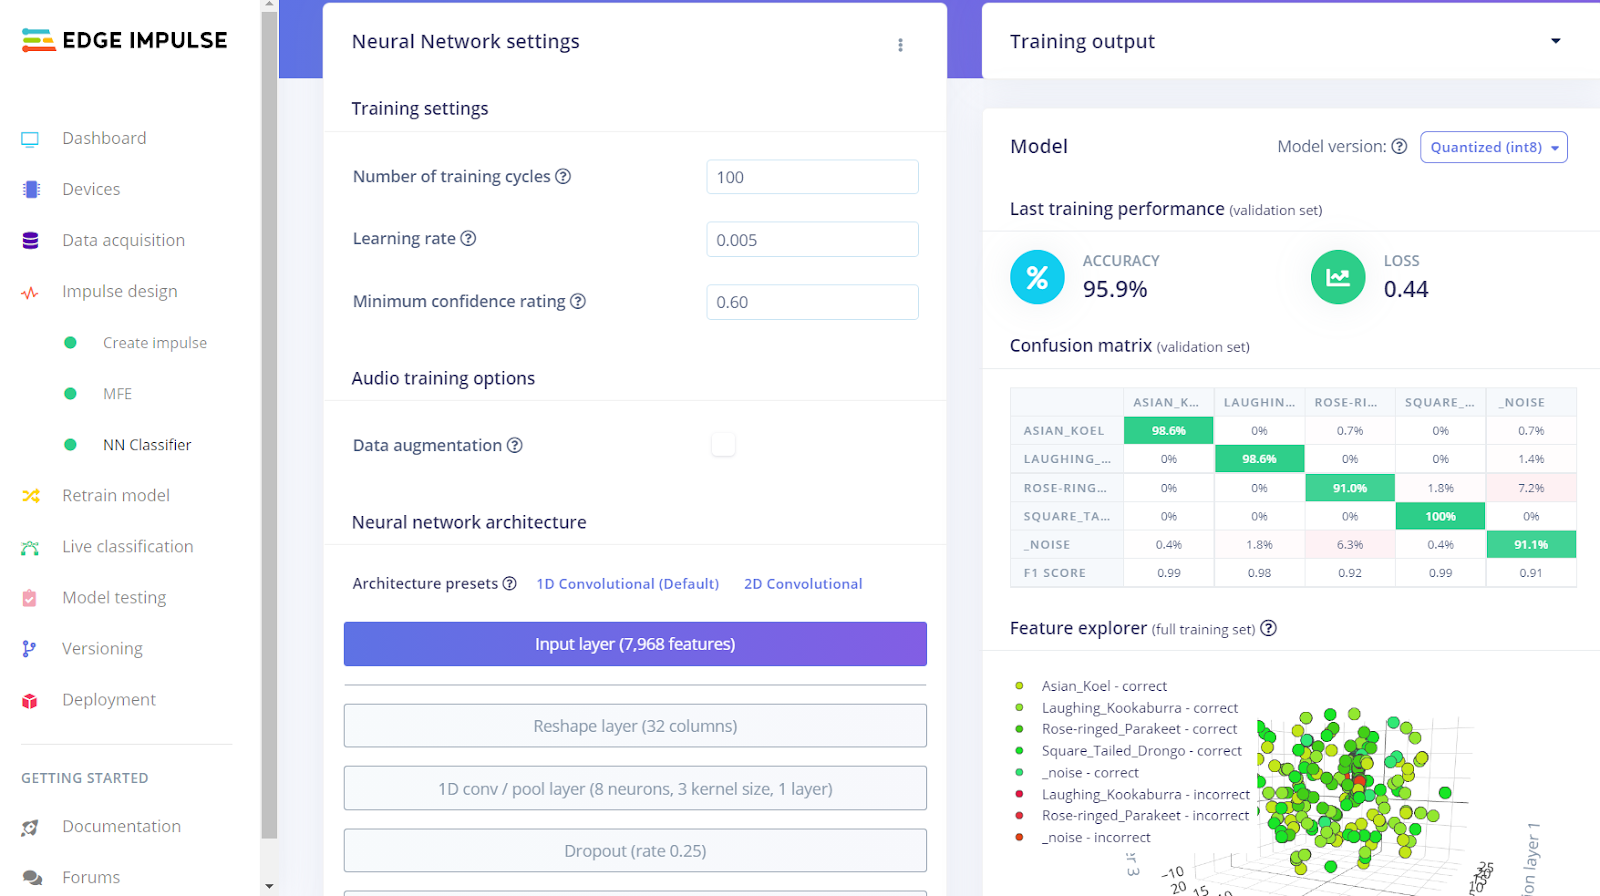 EDGE IMPULSE
Dashboard
Devices
Data acquisition
Impulse design
Create impulse
MFE
NN Classifier
Retrain model
Live classification
Model testing
Versioning
Deployment
GETTING STARTED
Documentation
Forums
Neural Network settings
Training settings
Number of training cycles ? 100
Learning rate ? 0.005
Minimum confidence rating ? 0.60
Audio training options
Data augmentation ?
Neural network architecture
Architecture presets ? 1D Convolutional (Default) 2D Convolutional
Input layer (7,968 features)
Reshape layer (32 columns)
1D conv / pool layer (8 neurons, 3 kernel size, 1 layer)
Dropout (rate 0.25)
Training output
Model Model version: ? Quantized (int8)
Last training performance (validation set)
% ACCURACY
95.9%
LOSS
0.44
Confusion matrix (validation set)
ASIAN_K... LAUGHIN... ROSE-RI... SQUARE_... _NOISE
ASIAN_KOEL 98.6% 0% 0.7% 0% 0.7%
LAUGHING_... 0% 98.6% 0% 0% 1.4%
ROSE-RING... 0% 0% 91.0% 1.8% 7.2%
SQUARE_TA... 0% 0% 0% 100% 0%
_NOISE 0.4% 1.8% 6.3% 0.4% 91.1%
F1 SCORE 0.99 0.98 0.92 0.99 0.91
Feature explorer (full training set) ?
Asian_Koel - correct
Laughing_Kookaburra - correct
Rose-ringed_Parakeet - correct
Square_Tailed_Drongo - correct
_noise - correct
Laughing_Kookaburra - incorrect
Rose-ringed_Parakeet - incorrect
_noise - incorrect
−10
20
15
25
10
layer 1